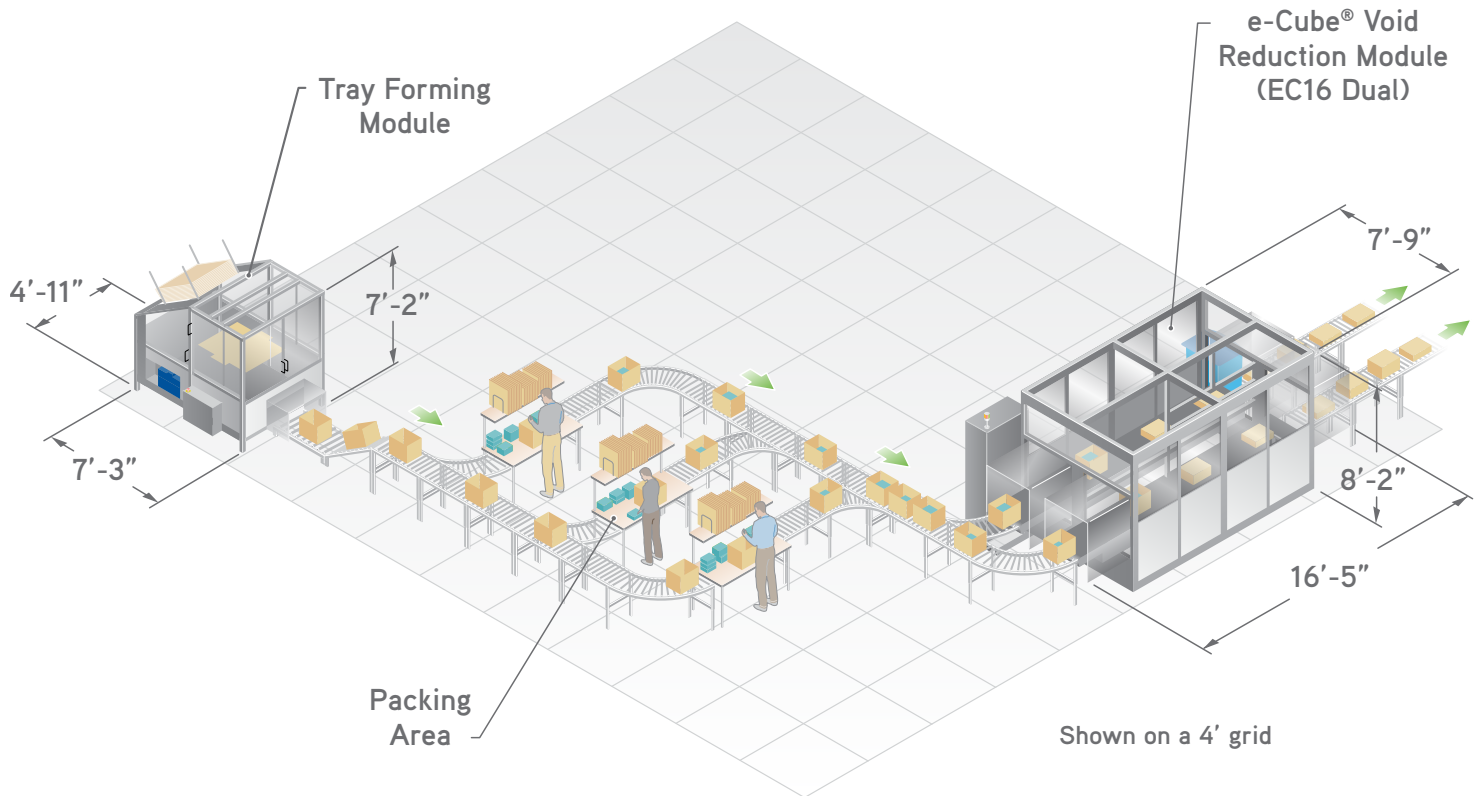 e-Cube® Void
Reduction Module
(EC16 Dual)
Tray Forming
Module
7’-9”
4’-11”
7’-2”
7’-3”
8’-2”
16’-5”
Packing
Area
Shown on a 4’ grid